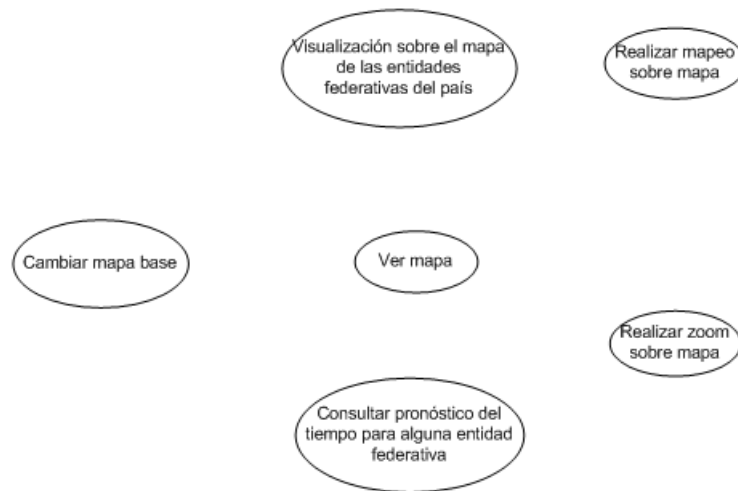 Visualización sobre el mapa
de las entidades
federativas del país
Realizar mapeo
sobre mapa
Cambiar mapa base
Ver mapa
Realizar zoom
sobre mapa
Consultar pronóstico del
tiempo para alguna entidad
federativa